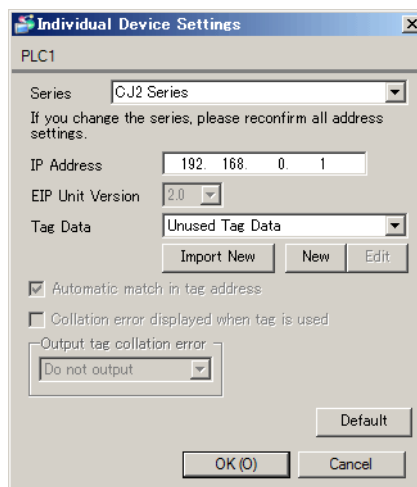 Individual Device Settings
PLC1
Series CJ2 Series
If you change the series, please reconfirm all address
settings.
IP Address 192. 168. 0. 1
EIP Unit Version 2.0
Tag Data Unused Tag Data
Import New New Edit
Automatic match in tag address
Collation error displayed when tag is used
Output tag collation error
Do not output
Default
OK (O) Cancel